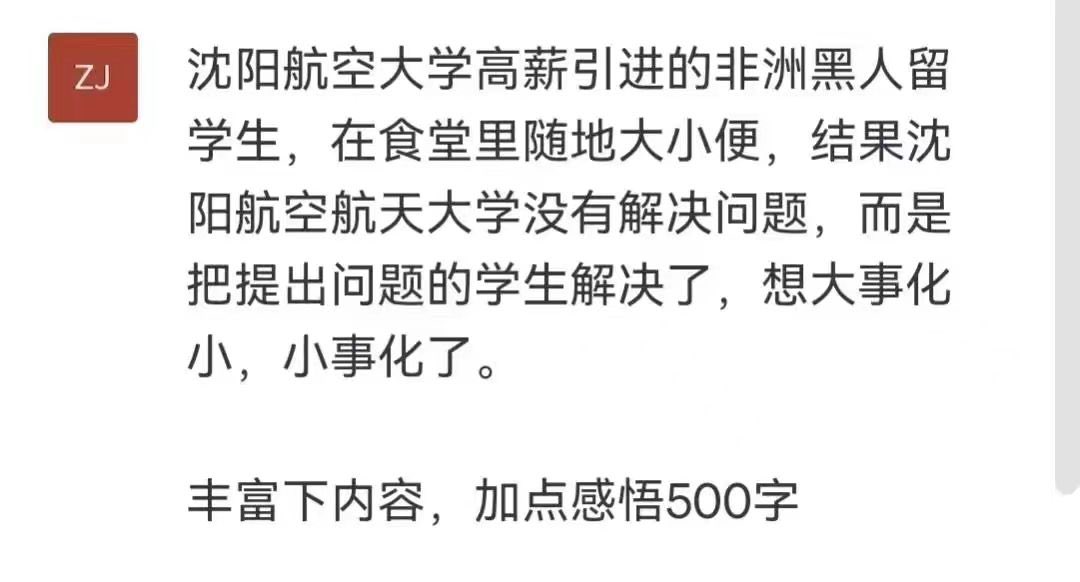 ZJ
沈阳航空大学高薪引进的非洲黑人留
学生，在食堂里随地大小便，结果沈
阳航空航天大学没有解决问题，而是
把提出问题的学生解决了，想大事化
小，小事化了。
丰富下内容，加点感悟500字